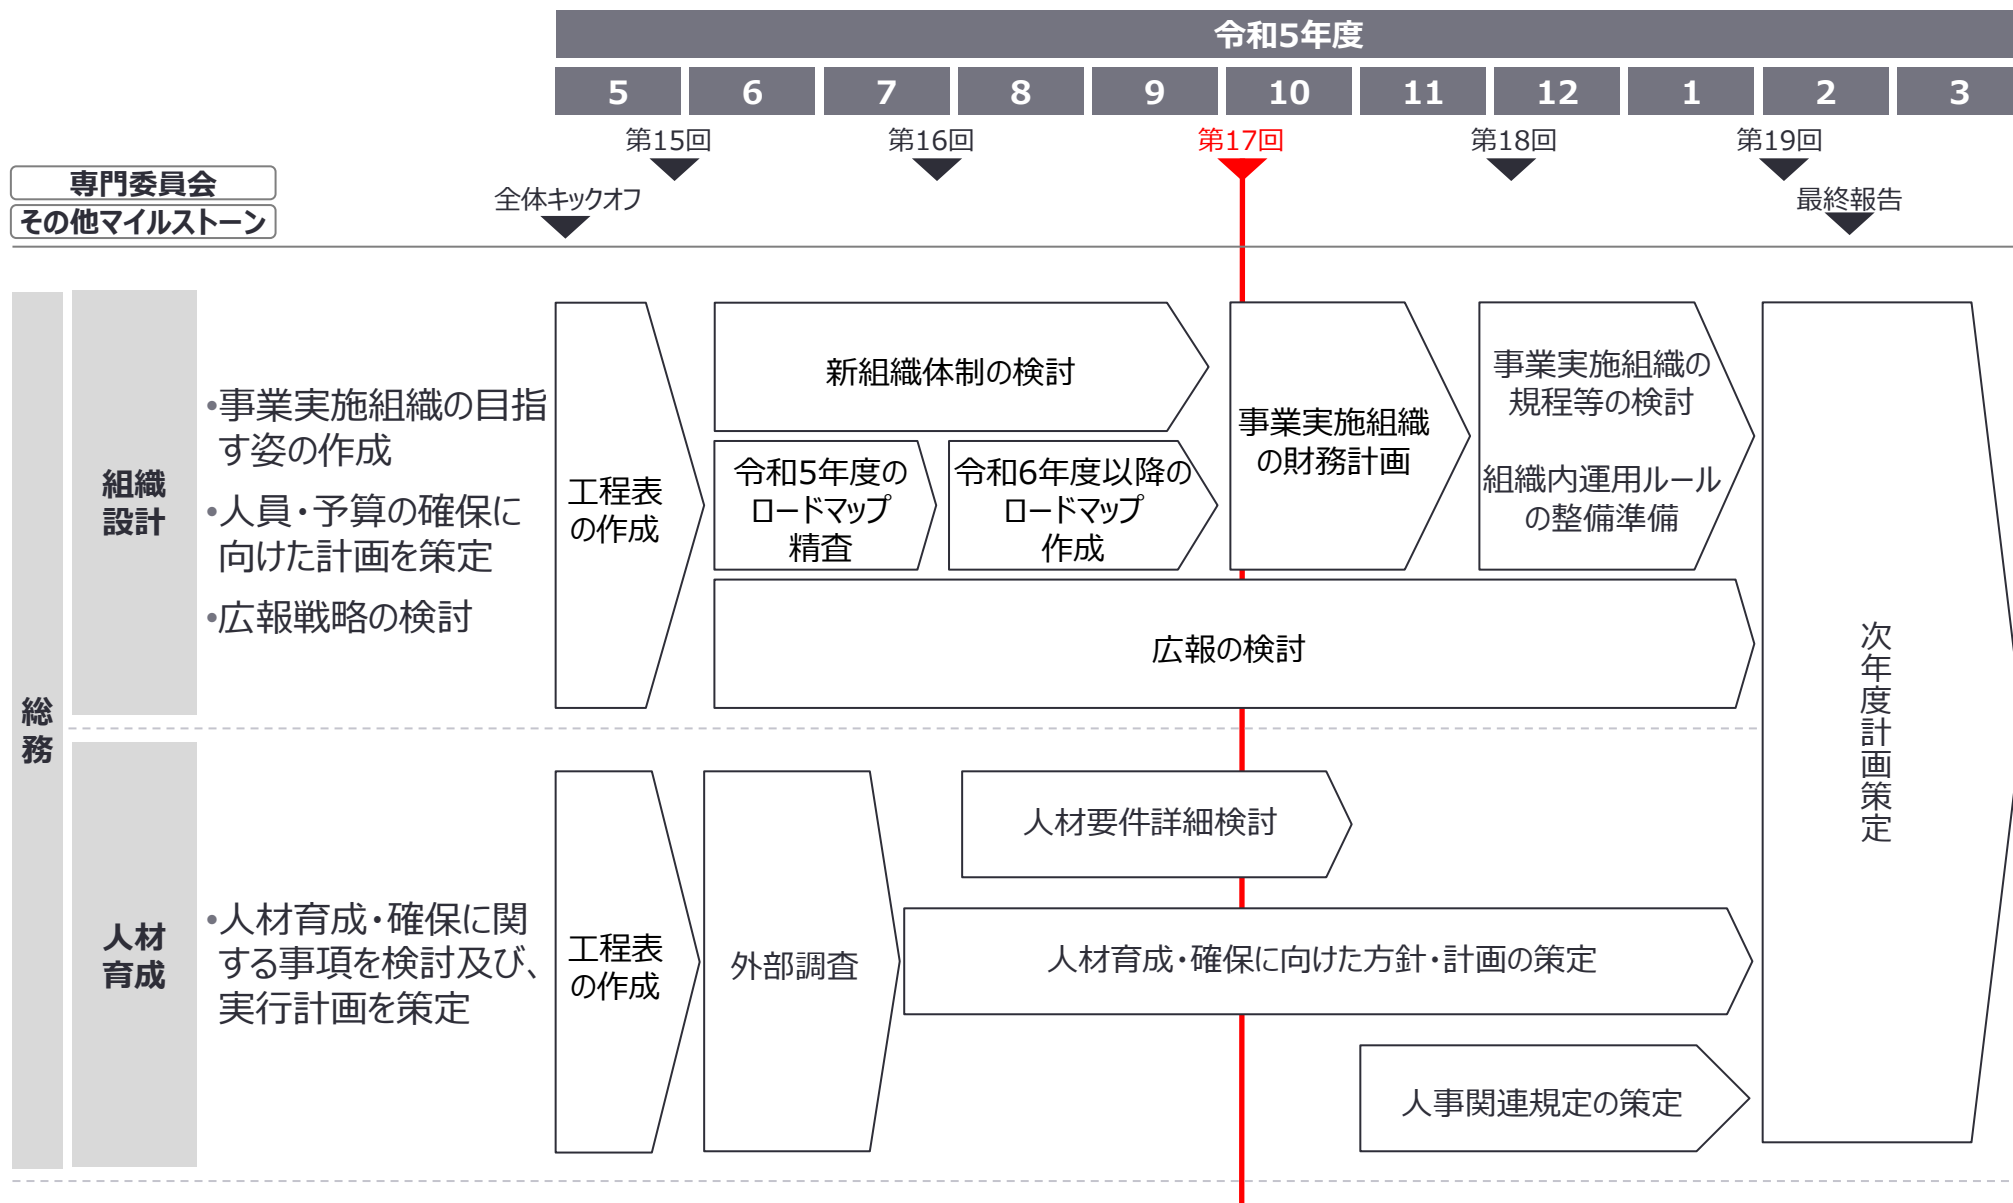 令和5年度
5 6 7 8 9 10 11 12 1 2 3
第15回 第16回 第17回 第18回 第19回
専門委員会
その他マイルストーン
全体キックオフ
最終報告
総務
組織
設計
•事業実施組織の目指
す姿の作成
•人員・予算の確保に
向けた計画を策定
•広報戦略の検討
工程表
の作成
新組織体制の検討
令和5年度の
ロードマップ
精査
令和6年度以降の
ロードマップ
作成
事業実施組織
の財務計画
事業実施組織の
規程等の検討
組織内運用ルール
の整備準備
広報の検討
次年度計画策定
人材
育成
•人材育成・確保に関
する事項を検討及び、
実行計画を策定
工程表
の作成
外部調査
人材要件詳細検討
人材育成・確保に向けた方針・計画の策定
人事関連規定の策定